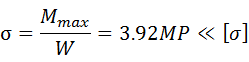 σ = M_max / W = 3.92MP ≪ [σ]